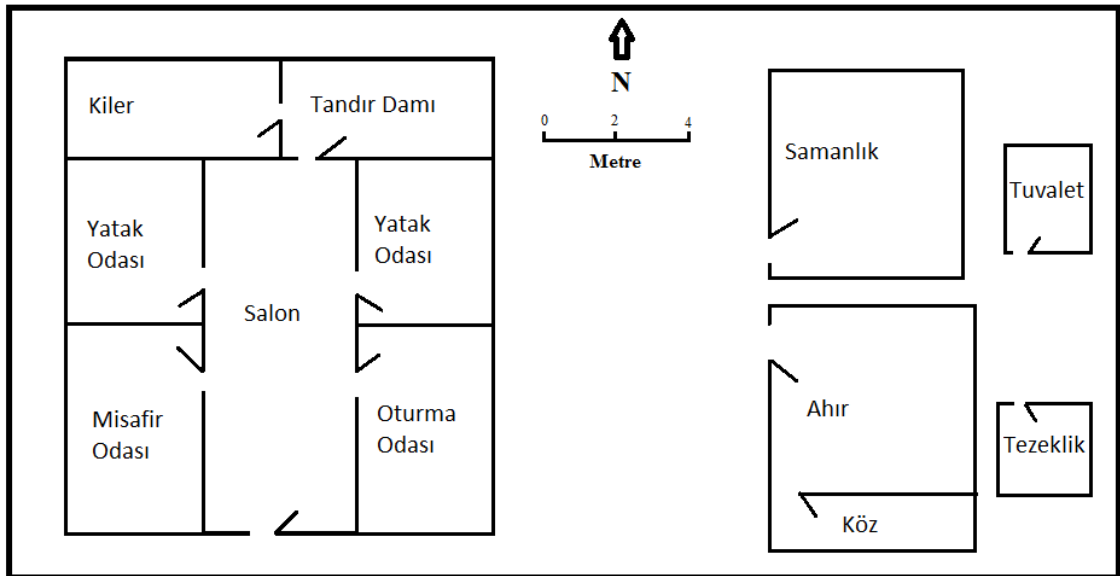 Kiler
Tandır Damı
N
0 2 4
Metre
Samanlık
Tuvalet
Yatak
Odası
Yatak
Odası
Salon
Misafir
Odası
Oturma
Odası
Ahır
Tezeklik
Köz